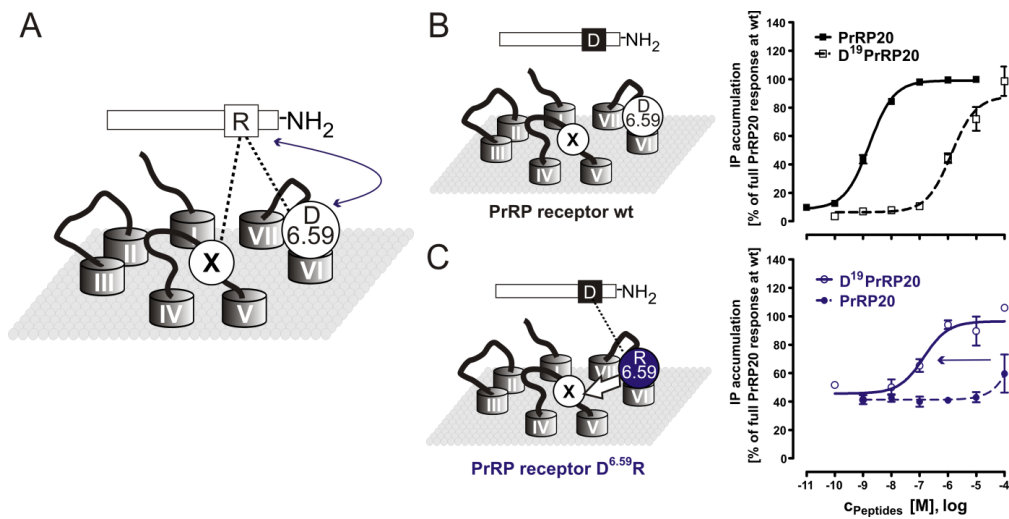 A
R
-NH2
D
6.59
X
I
II
III
IV
V
VI
VII
B
D
-NH2
D
6.59
X
I
II
III
IV
V
VI
VII
PrRP receptor wt
PrRP20
D19PrRP20
IP accumulation
[% of full PrRP20 response at wt]
140
120
100
80
60
40
20
0
C
D
-NH2
R
6.59
X
I
II
III
IV
V
VI
VII
PrRP receptor D6.59R
D19PrRP20
PrRP20
IP accumulation
[% of full PrRP20 response at wt]
140
120
100
80
60
40
20
0
-11 -10 -9 -8 -7 -6 -5 -4
cPeptides [M], log